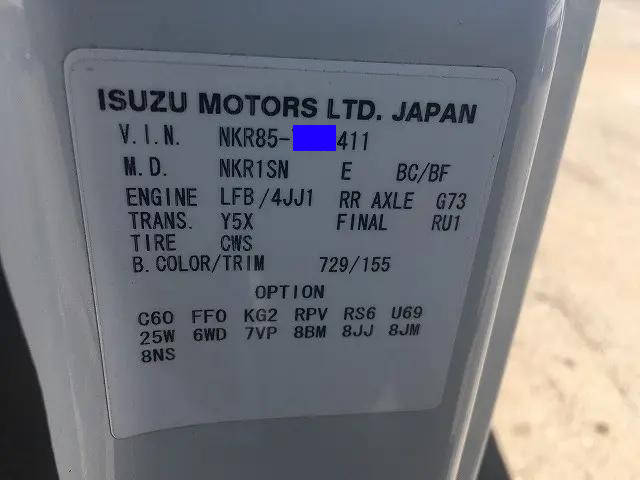 ISUZU MOTORS LTD. JAPAN
V.I.N. NKR85- 411
M.D. NKR1SN E BC/BF
ENGINE LFB/4JJ1 RR AXLE G73
TRANS. Y5X FINAL RU1
TIRE CWS
B.COLOR/TRIM 729/155
OPTION
C60 FF0 KG2 RPV RS6 U69
25W 6WD 7VP 8BM 8JJ 8JM
8NS